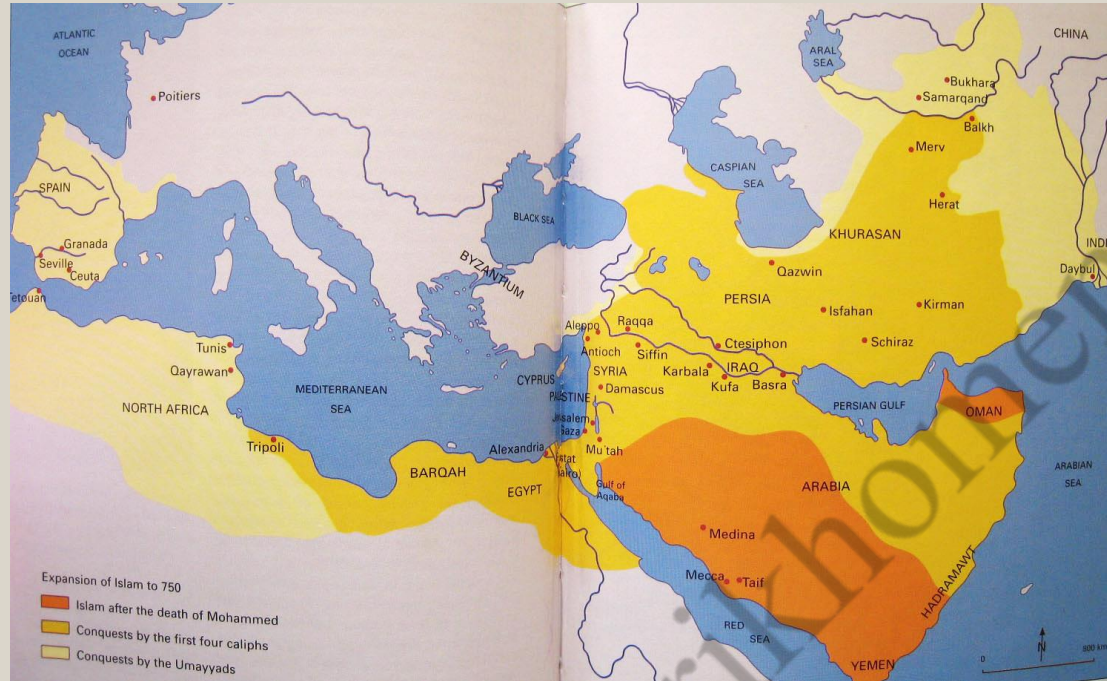 ATLANTIC
OCEAN
Poitiers
SPAIN
Granada
Seville
Ceuta
Tetouan
Tunis
Qayrawan
NORTH AFRICA
Tripoli
MEDITERRANEAN
SEA
BLACK SEA
BYZANTIUM
CYPRUS
Alexandria
BARQAH
EGYPT
CHINA
ARAL
SEA
Bukhara
Samarqand
Balkh
Merv
CASPIAN
SEA
Herat
KHURASAN
INDI
Daybul
Qazwin
PERSIA
Isfahan
Kirman
Schiraz
Aleppo
Raqqa
Antioch
Siffin
Ctesiphon
SYRIA
Karbala
IRAQ
Kufa
Basra
Damascus
Mu'tah
Gulf of
Aqaba
PERSIAN GULF
OMAN
ARABIA
ARABIAN
SEA
Medina
Mecca
Taif
HADRAMAWT
RED
SEA
YEMEN
Expansion of Islam to 750
Islam after the death of Mohammed
Conquests by the first four caliphs
Conquests by the Umayyads
N
0
800 km